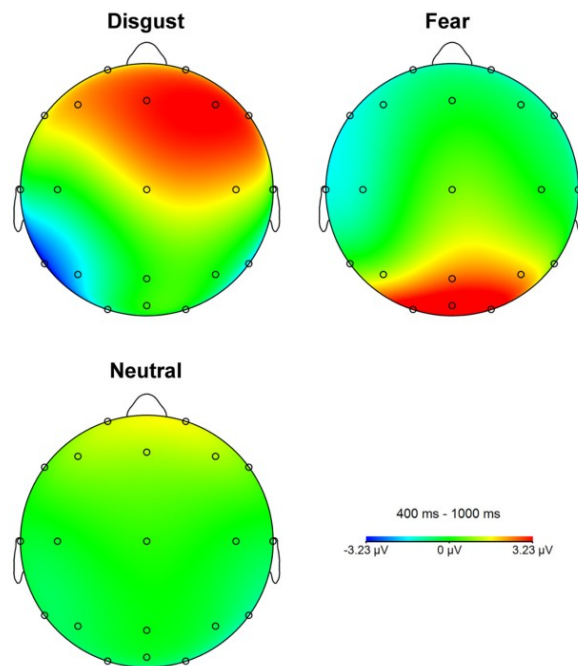 Disgust
Fear
Neutral
400 ms - 1000 ms
-3.23 µV 0 µV 3.23 µV